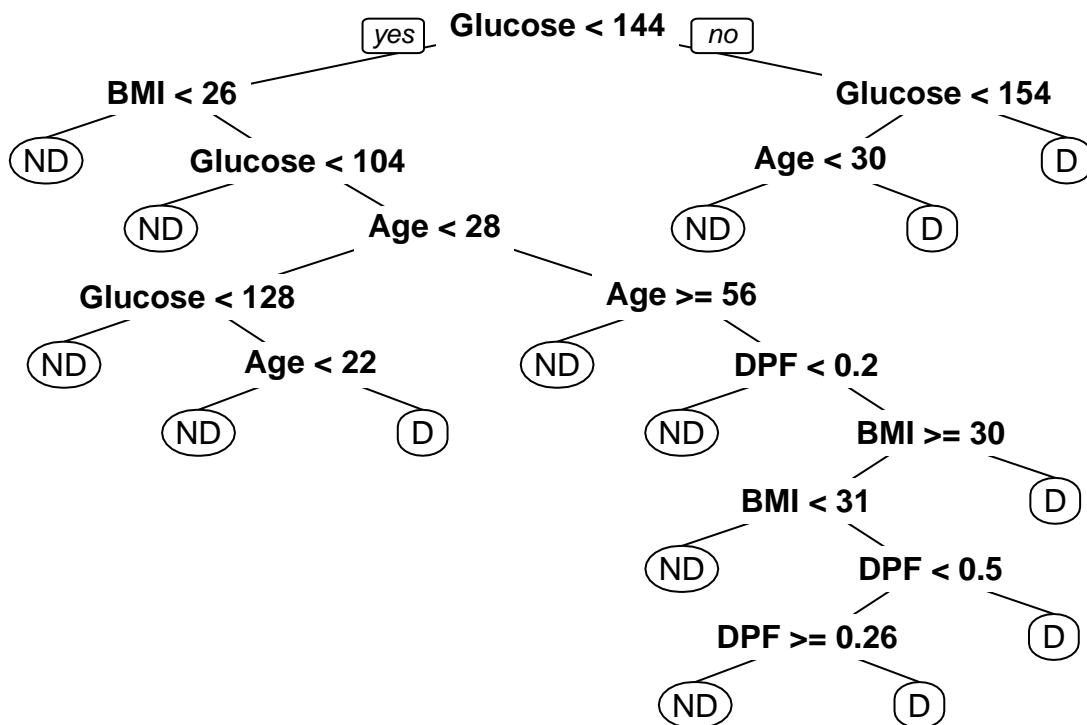 yes Glucose < 144 no
BMI < 26 Glucose < 154
ND Glucose < 104 Age < 30 D
ND Age < 28 ND D
Glucose < 128 Age >= 56
ND Age < 22 ND DPF < 0.2
ND D ND BMI >= 30
BMI < 31 D
ND DPF < 0.5
DPF >= 0.26 D
ND D